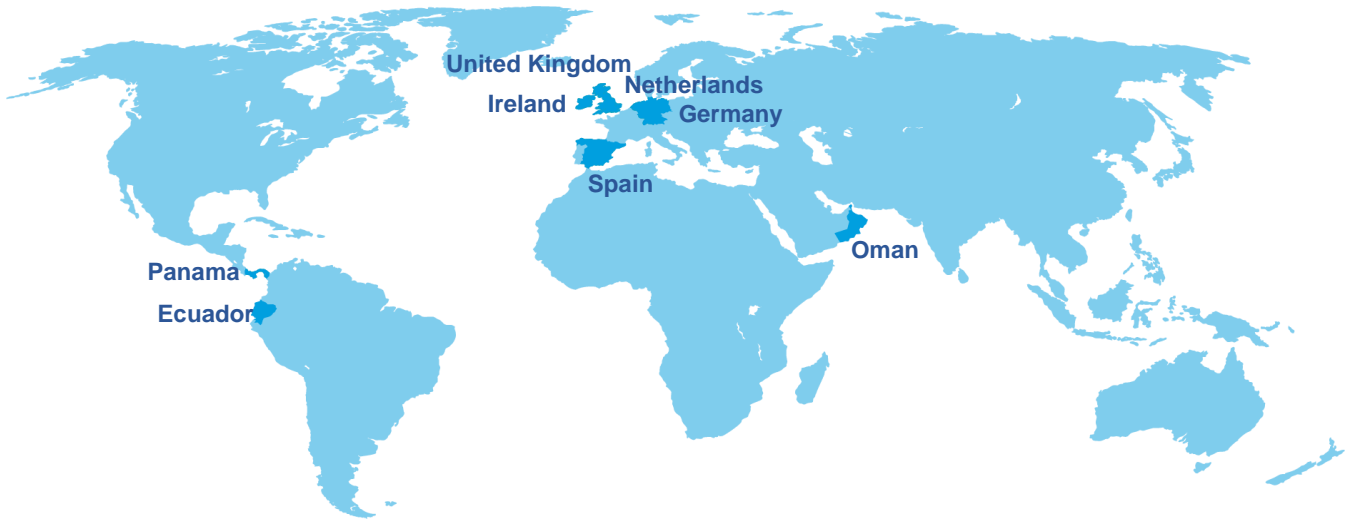 United Kingdom
Netherlands
Ireland
Germany
Spain
Oman
Panama
Ecuador